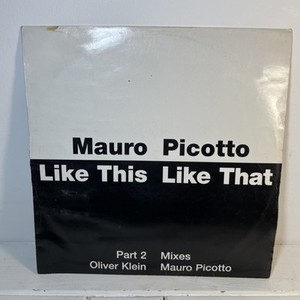 Mauro Picotto
Like This Like That
Part 2 Mixes
Oliver Klein Mauro Picotto